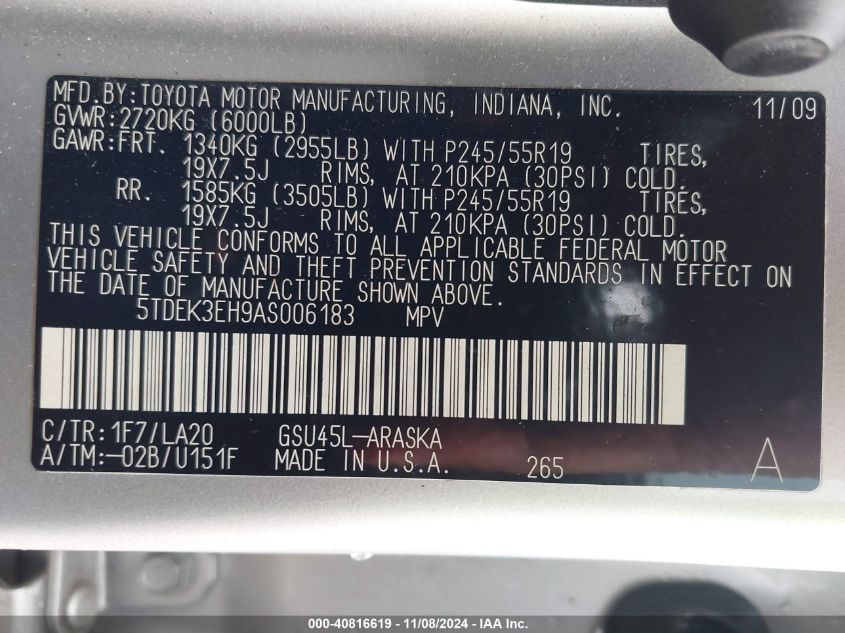 MFD.BY:TOYOTA MOTOR MANUFACTURING, INDIANA, INC. 11/09
GVWR:2720KG (6000LB)
GAWR:FRT. 1340KG (2955LB) WITH P245/55R19 TIRES,
19X7.5J RIMS, AT 210KPA (30PSI) COLD.
RR. 1585KG (3505LB) WITH P245/55R19 TIRES,
19X7.5J RIMS, AT 210KPA (30PSI) COLD.
THIS VEHICLE CONFORMS TO ALL APPLICABLE FEDERAL MOTOR
VEHICLE SAFETY AND THEFT PREVENTION STANDARDS IN EFFECT ON
THE DATE OF MANUFACTURE SHOWN ABOVE.
5TDEK3EH9AS006183 MPV
C/TR:1F7/LA20 GSU45L-ARASKA
A/TM:-02B/U151F MADE IN U.S.A. 265 A
000-40816619 - 11/08/2024 - IAA Inc.